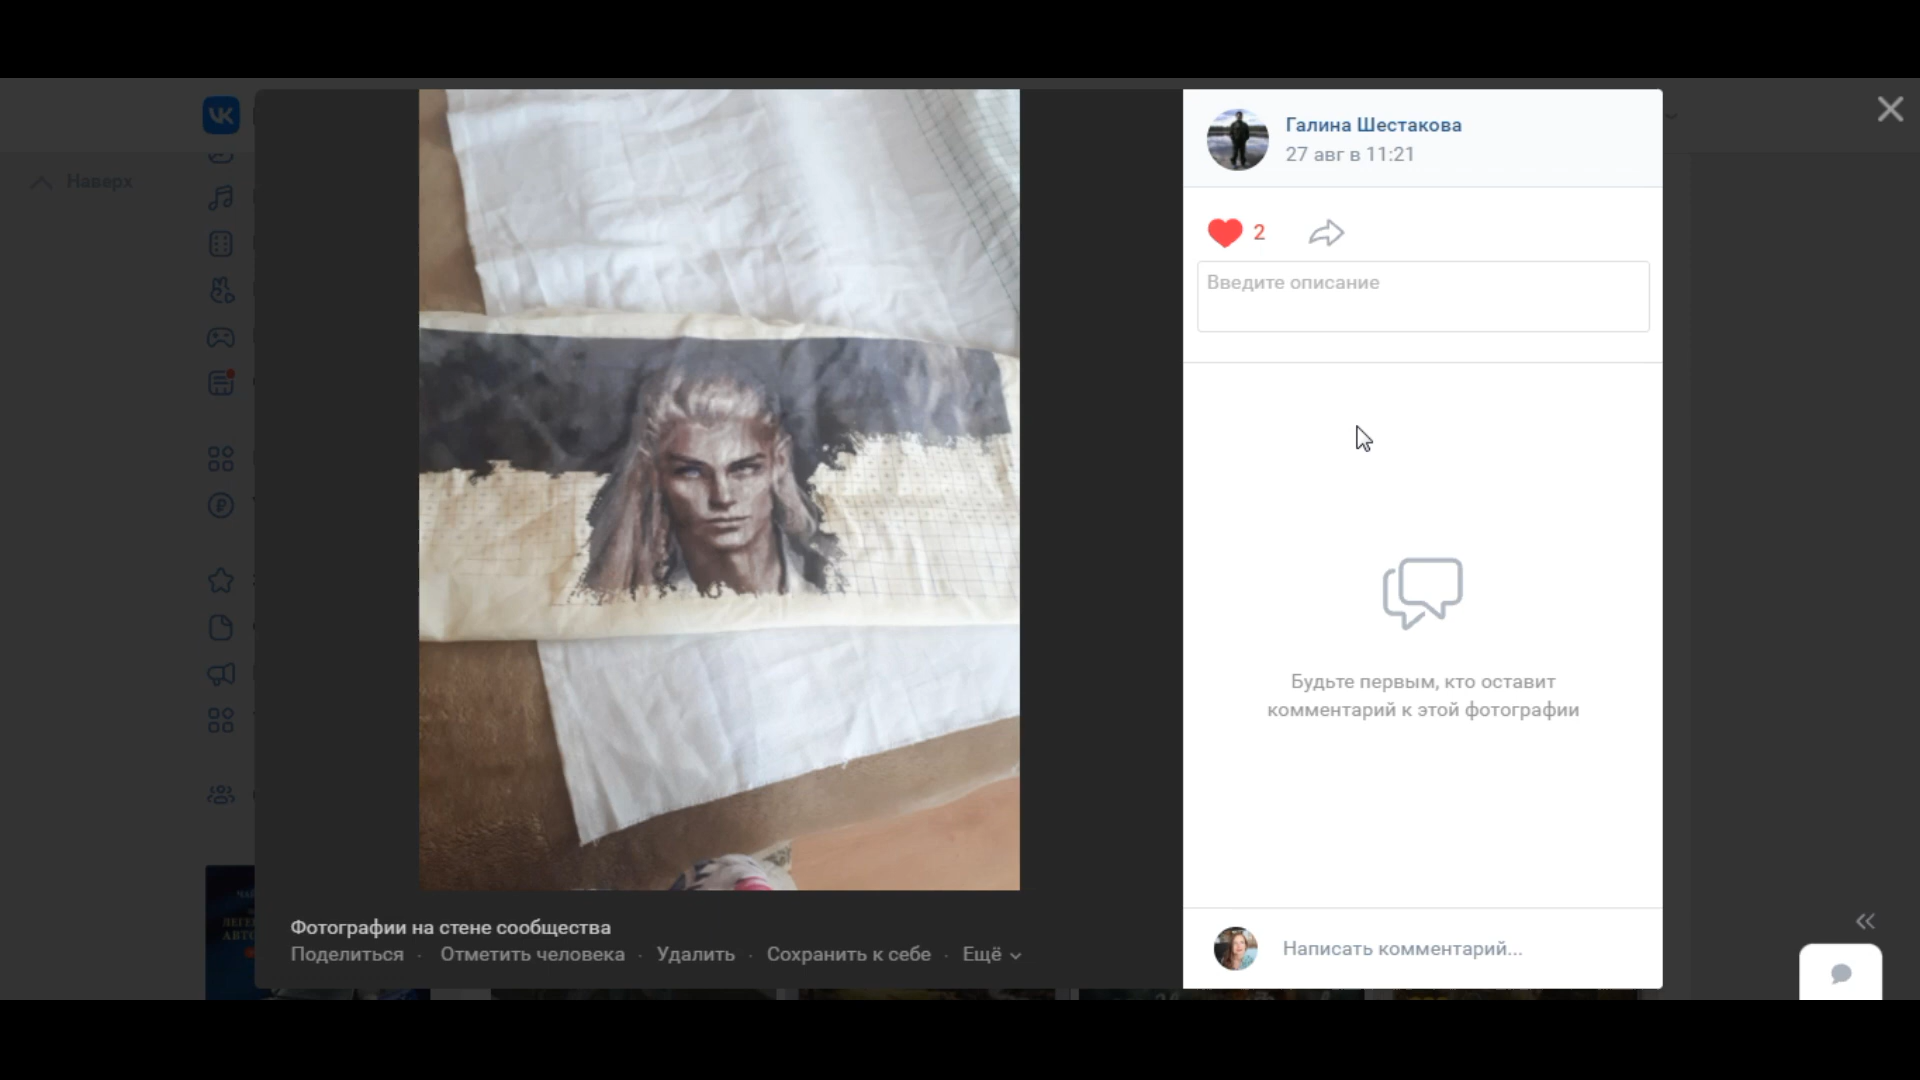 Наверх
Галина Шестакова
27 авг в 11:21
2
Введите описание
Будьте первым, кто оставит
комментарий к этой фотографии
Написать комментарий...
Фотографии на стене сообщества
Поделиться · Отметить человека · Удалить · Сохранить к себе · Ещё